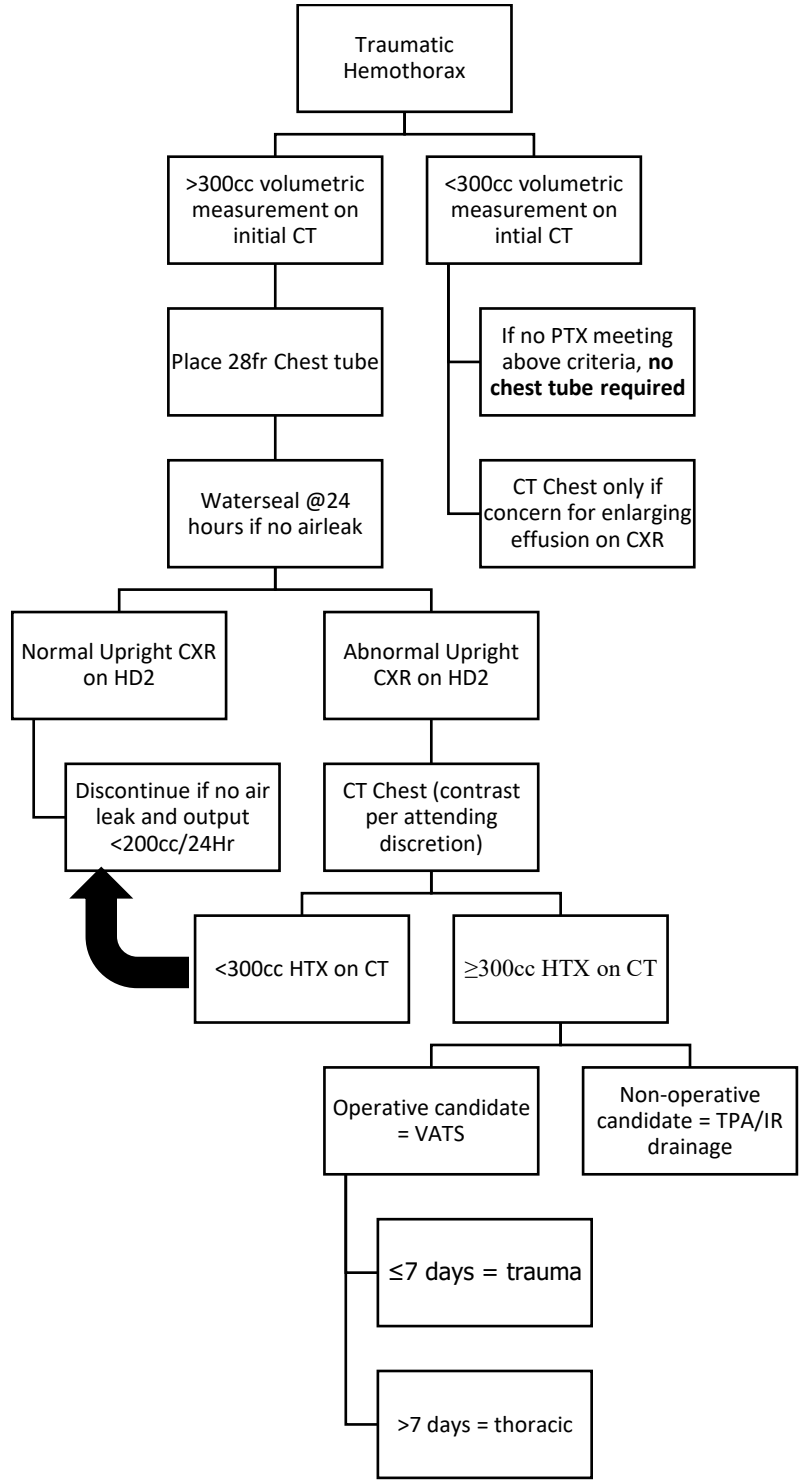 Traumatic
Hemothorax
>300cc volumetric
measurement on
initial CT
<300cc volumetric
measurement on
intial CT
Place 28fr Chest tube
If no PTX meeting
above criteria, no
chest tube required
Waterseal @24
hours if no airleak
CT Chest only if
concern for enlarging
effusion on CXR
Normal Upright CXR
on HD2
Abnormal Upright
CXR on HD2
Discontinue if no air
leak and output
<200cc/24Hr
CT Chest (contrast
per attending
discretion)
<300cc HTX on CT
≥300cc HTX on CT
Operative candidate
= VATS
Non-operative
candidate = TPA/IR
drainage
≤7 days = trauma
>7 days = thoracic